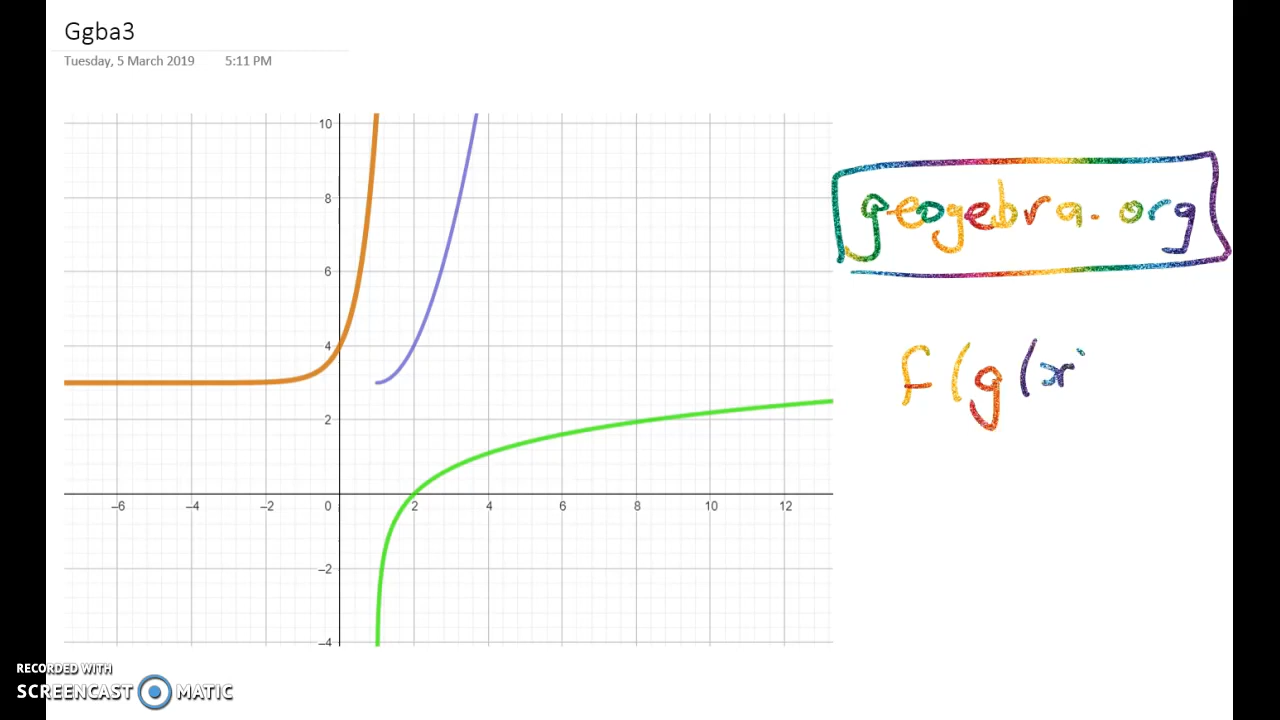 Ggba3
Tuesday, 5 March 2019 5:11 PM
geogebra.org
f(g(x
10
8
6
4
2
-6 -4 -2 0 2 4 6 8 10 12
-2
-4
RECORDED WITH
SCREENCAST MATIC